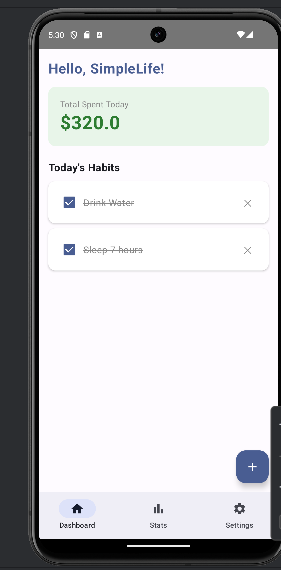 5:30
Hello, SimpleLife!
Total Spent Today
$320.0
Today's Habits
Drink Water
Sleep 7 hours
Dashboard
Stats
Settings